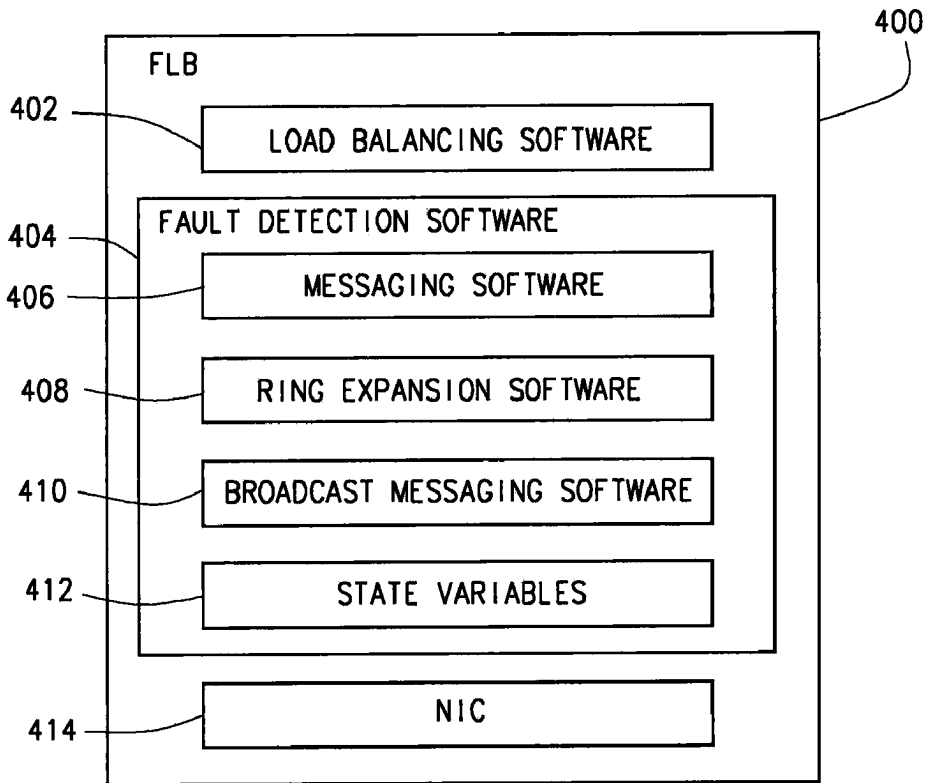 400
FLB
402
LOAD BALANCING SOFTWARE
404
FAULT DETECTION SOFTWARE
406
MESSAGING SOFTWARE
408
RING EXPANSION SOFTWARE
410
BROADCAST MESSAGING SOFTWARE
412
STATE VARIABLES
414
NIC